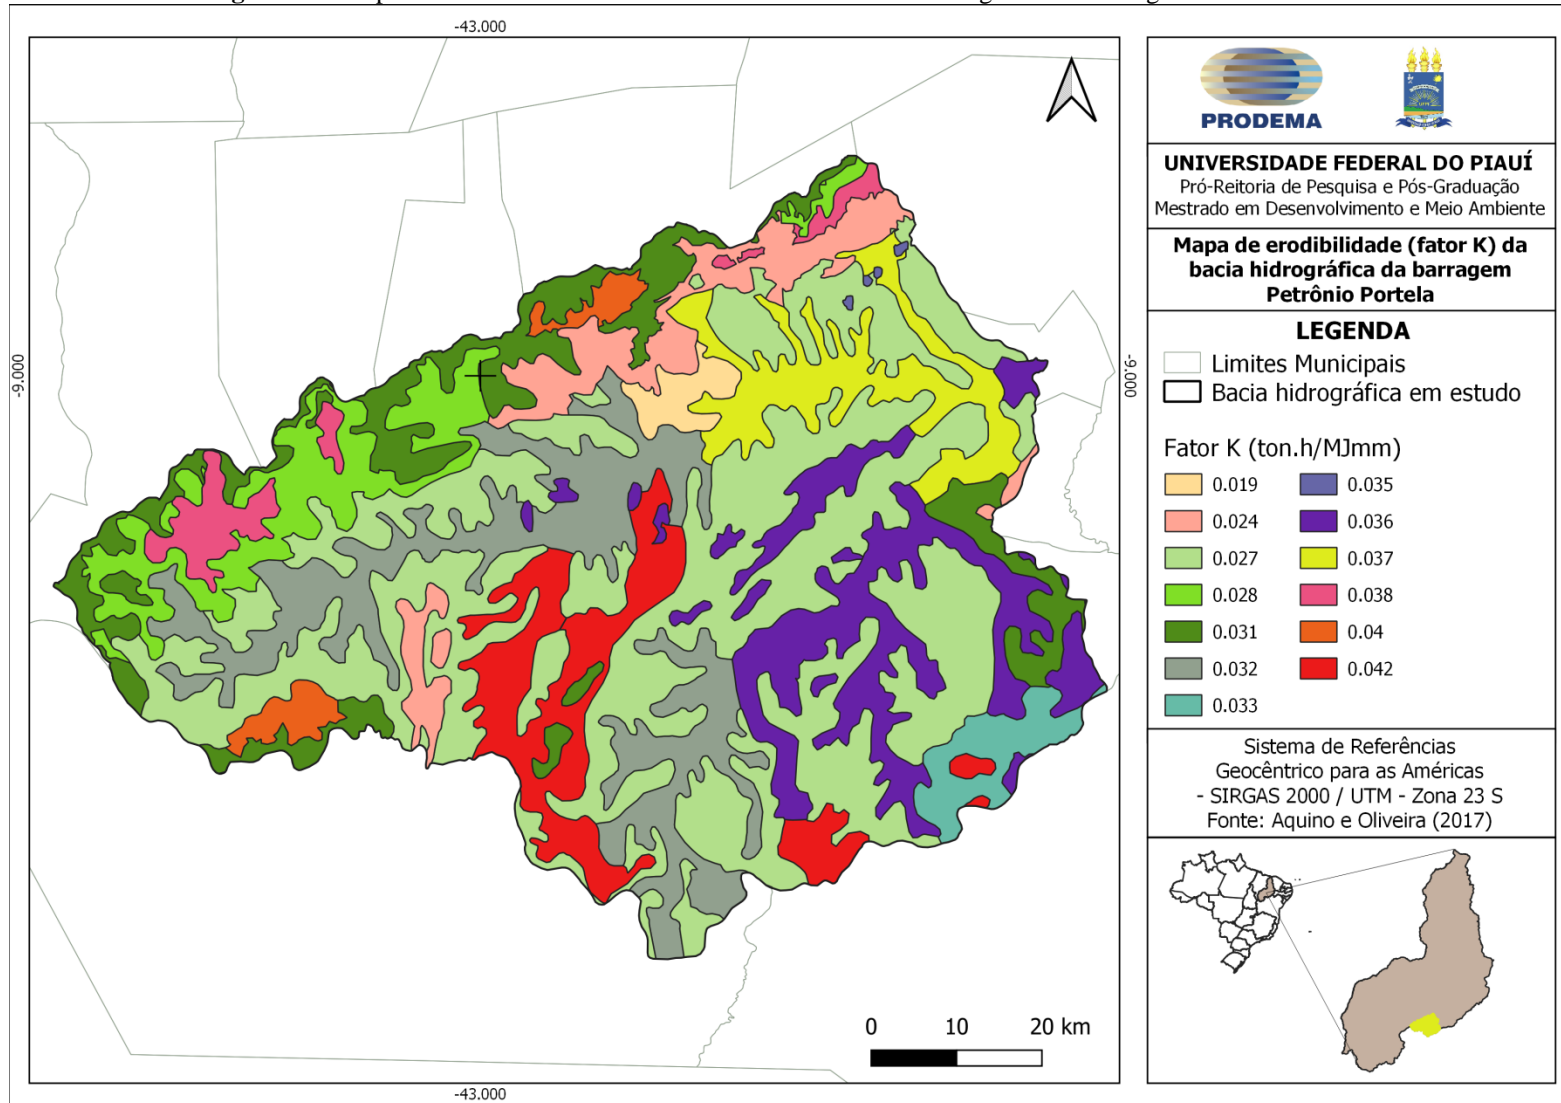 -43.000
-9.000
-9.000
PRODEMA
UNIVERSIDADE FEDERAL DO PIAUÍ
Pró-Reitoria de Pesquisa e Pós-Graduação
Mestrado em Desenvolvimento e Meio Ambiente
Mapa de erodibilidade (fator K) da
bacia hidrográfica da barragem
Petrônio Portela
LEGENDA
Limites Municipais
Bacia hidrográfica em estudo
Fator K (ton.h/MJmm)
0.019
0.024
0.027
0.028
0.031
0.032
0.033
0.035
0.036
0.037
0.038
0.04
0.042
Sistema de Referências
Geocêntrico para as Américas
- SIRGAS 2000 / UTM - Zona 23 S
Fonte: Aquino e Oliveira (2017)
0 10 20 km
-43.000